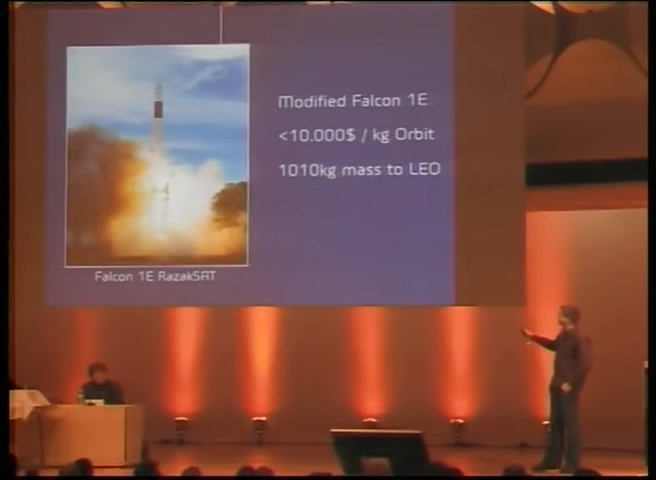 Modified Falcon 1E
<10.000$ / kg Orbit
1010kg mass to LEO
Falcon 1E RazakSAT